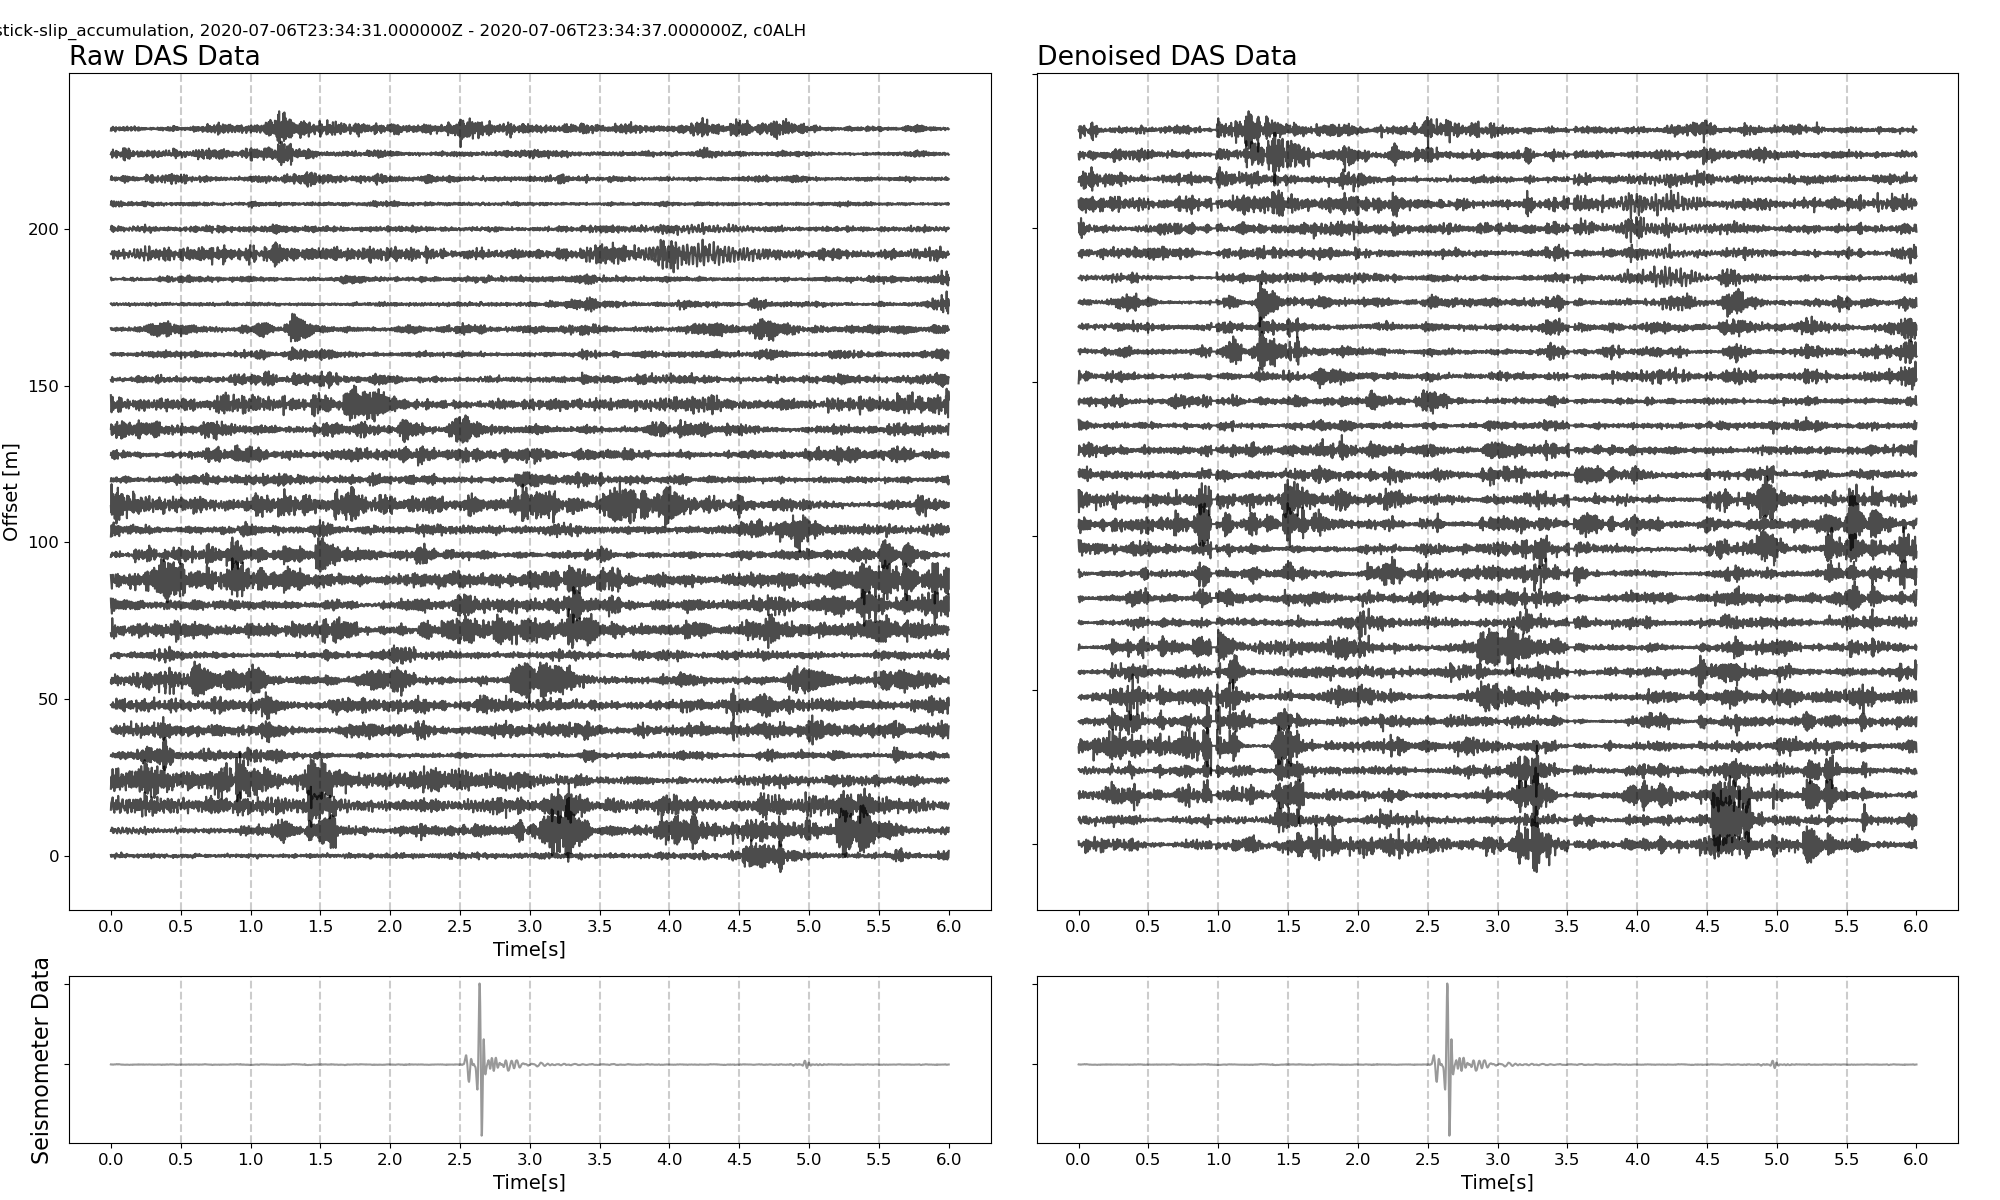 stick-slip_accumulation, 2020-07-06T23:34:31.000000Z - 2020-07-06T23:34:37.000000Z, c0ALH
Raw DAS Data
Denoised DAS Data
Offset [m]
200
150
100
50
0
0.0 0.5 1.0 1.5 2.0 2.5 3.0 3.5 4.0 4.5 5.0 5.5 6.0
0.0 0.5 1.0 1.5 2.0 2.5 3.0 3.5 4.0 4.5 5.0 5.5 6.0
Time[s]
Seismometer Data
0.0 0.5 1.0 1.5 2.0 2.5 3.0 3.5 4.0 4.5 5.0 5.5 6.0
0.0 0.5 1.0 1.5 2.0 2.5 3.0 3.5 4.0 4.5 5.0 5.5 6.0
Time[s]
Time[s]